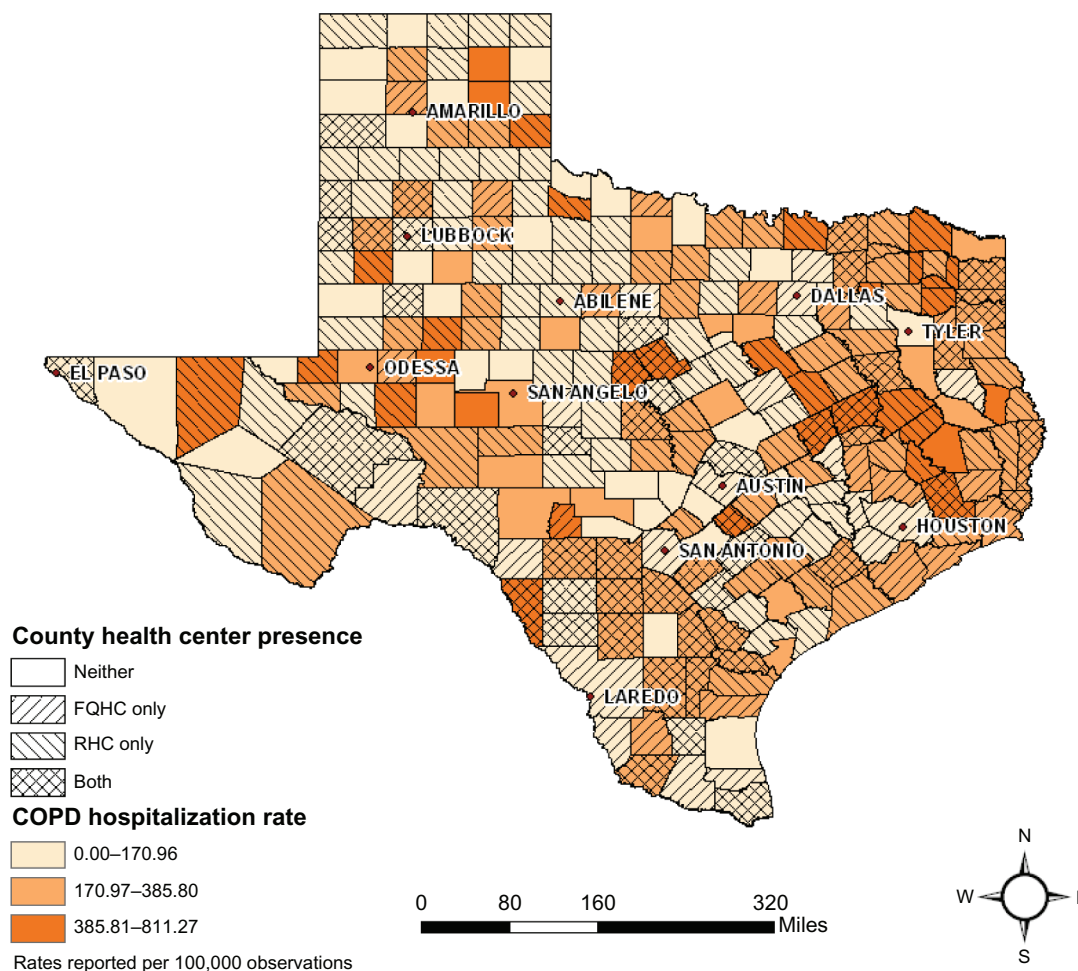 AMARILLO
LUBBOCK
ABILENE
DALLAS
TYLER
EL PASO
ODESSA
SAN ANGELO
AUSTIN
HOUSTON
SAN ANTONIO
LAREDO
County health center presence
Neither
FQHC only
RHC only
Both
COPD hospitalization rate
0.00–170.96
170.97–385.80
385.81–811.27
Rates reported per 100,000 observations
0 80 160 320
Miles
N
W
S